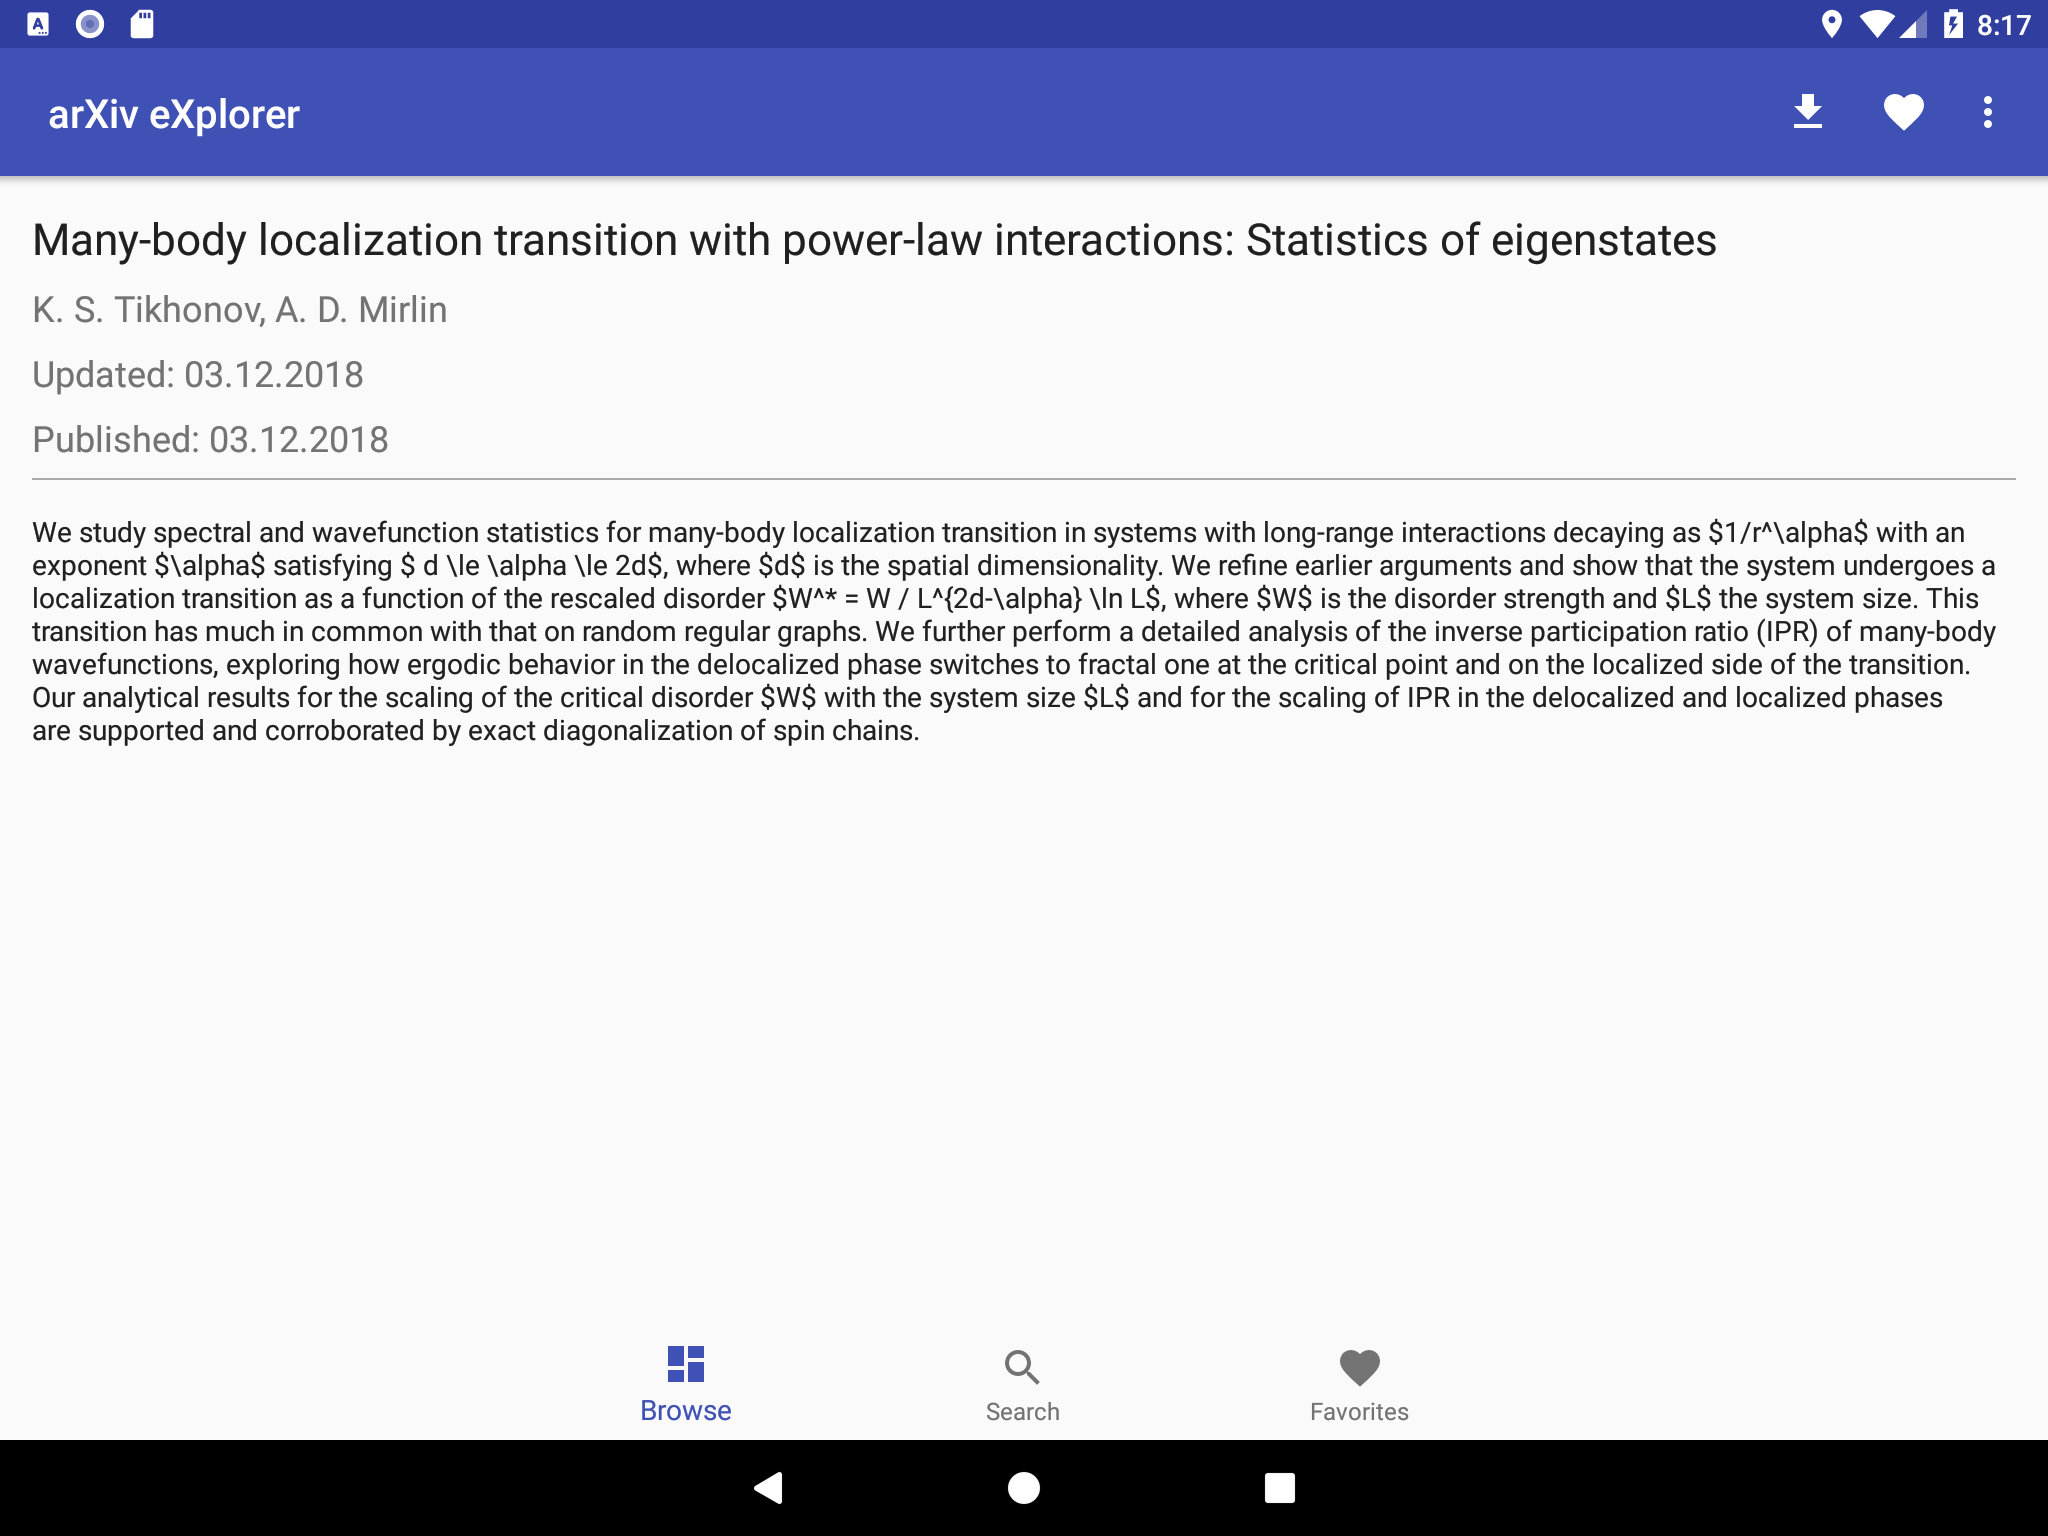 8:17
arXiv eXplorer
Many-body localization transition with power-law interactions: Statistics of eigenstates
K. S. Tikhonov, A. D. Mirlin
Updated: 03.12.2018
Published: 03.12.2018
We study spectral and wavefunction statistics for many-body localization transition in systems with long-range interactions decaying as $1/r^\alpha$ with an
exponent $\alpha$ satisfying $ d \le \alpha \le 2d$, where $d$ is the spatial dimensionality. We refine earlier arguments and show that the system undergoes a
localization transition as a function of the rescaled disorder $W^* = W / L^{2d-\alpha} \ln L$, where $W$ is the disorder strength and $L$ the system size. This
transition has much in common with that on random regular graphs. We further perform a detailed analysis of the inverse participation ratio (IPR) of many-body
wavefunctions, exploring how ergodic behavior in the delocalized phase switches to fractal one at the critical point and on the localized side of the transition.
Our analytical results for the scaling of the critical disorder $W$ with the system size $L$ and for the scaling of IPR in the delocalized and localized phases
are supported and corroborated by exact diagonalization of spin chains.
Browse
Search
Favorites